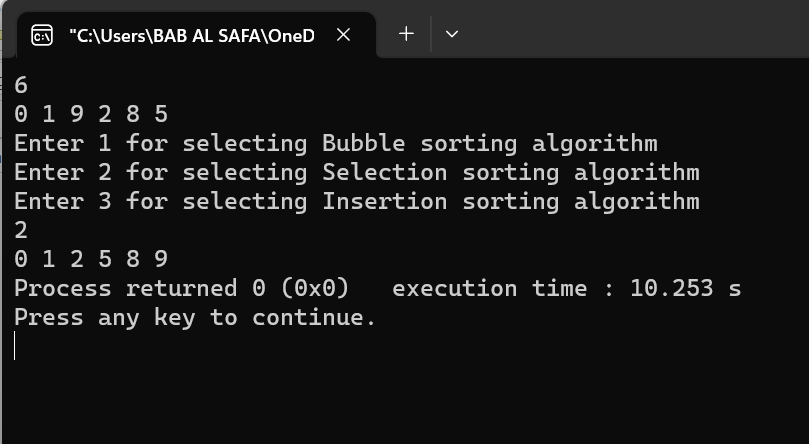 "C:\Users\BAB AL SAFA\OneD
6
0 1 9 2 8 5
Enter 1 for selecting Bubble sorting algorithm
Enter 2 for selecting Selection sorting algorithm
Enter 3 for selecting Insertion sorting algorithm
2
0 1 2 5 8 9
Process returned 0 (0x0)   execution time : 10.253 s
Press any key to continue.